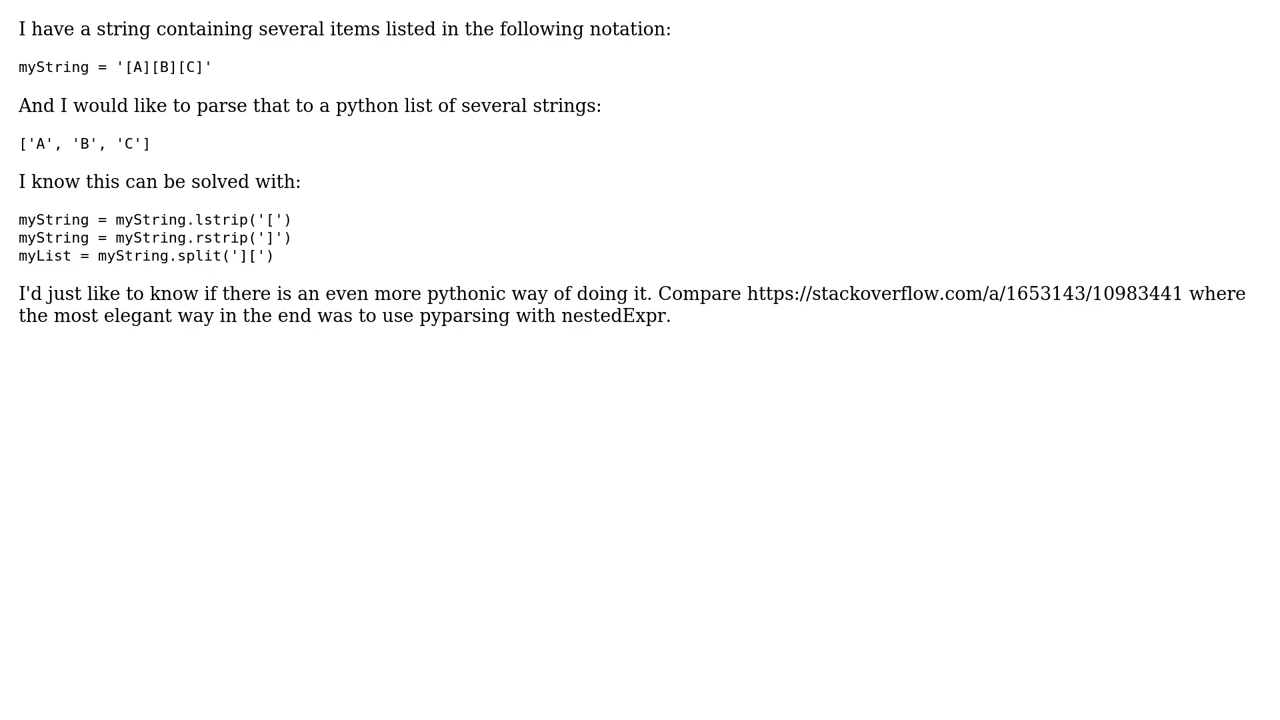 I have a string containing several items listed in the following notation:
myString = '[A][B][C]'
And I would like to parse that to a python list of several strings:
['A', 'B', 'C']
I know this can be solved with:
myString = myString.lstrip('[')
myString = myString.rstrip(']')
myList = myString.split('][')
I'd just like to know if there is an even more pythonic way of doing it. Compare https://stackoverflow.com/a/1653143/10983441 where
the most elegant way in the end was to use pyparsing with nestedExpr.